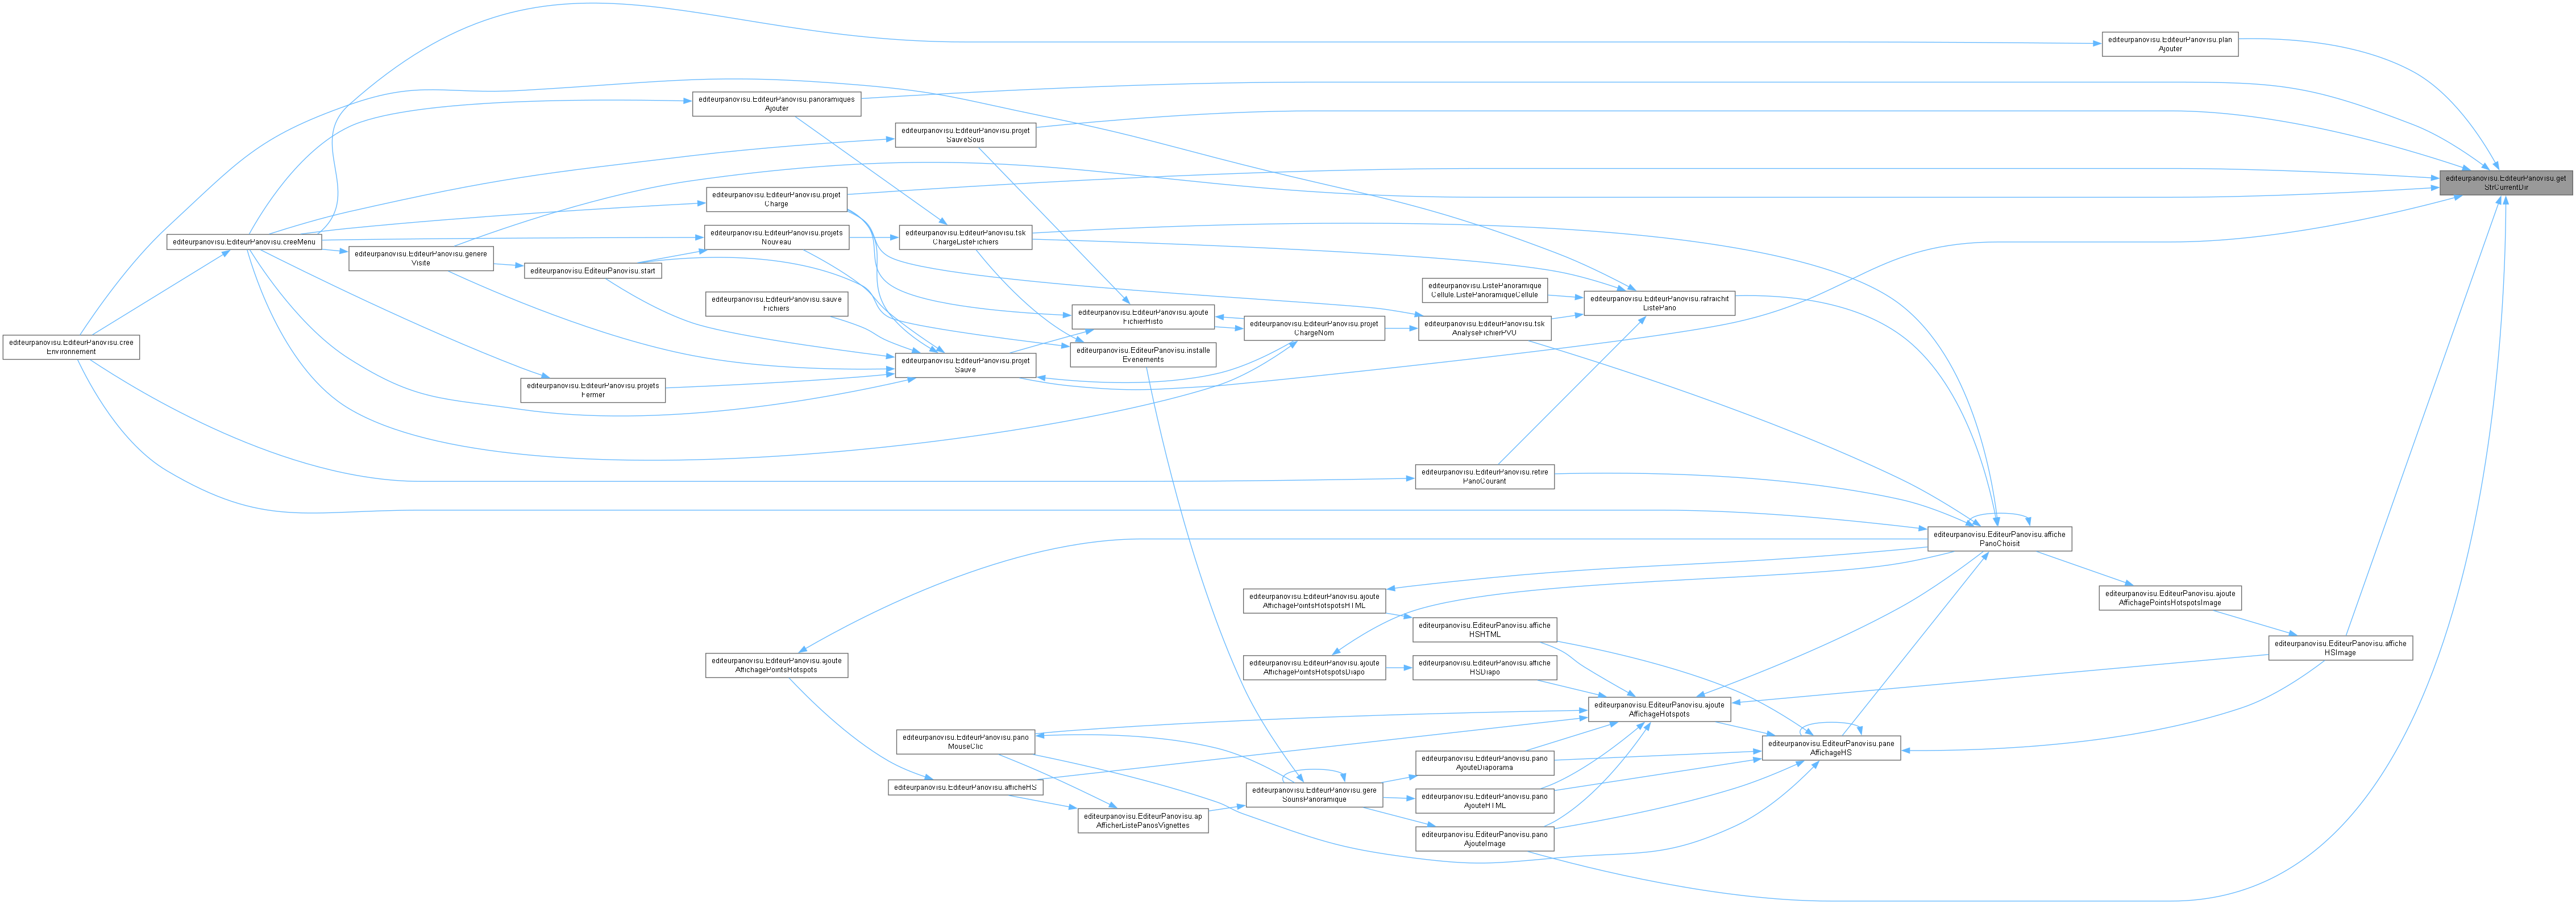 editeurpanovisu.EditeurPanovisu.plan
Ajouter
editeurpanovisu.EditeurPanovisu.panoramiques
Ajouter
editeurpanovisu.EditeurPanovisu.projet
SauveSous
editeurpanovisu.EditeurPanovisu.get
StrCurrentDir
editeurpanovisu.EditeurPanovisu.projet
Charge
editeurpanovisu.EditeurPanovisu.projets
Nouveau
editeurpanovisu.EditeurPanovisu.tsk
ChargeListeFichiers
editeurpanovisu.EditeurPanovisu.creeMenu
editeurpanovisu.EditeurPanovisu.genere
Visite
editeurpanovisu.EditeurPanovisu.start
editeurpanovisu.ListePanoramique
Cellule.ListePanoramiqueCellule
editeurpanovisu.EditeurPanovisu.rafraichit
ListePano
editeurpanovisu.EditeurPanovisu.sauve
Fichiers
editeurpanovisu.EditeurPanovisu.ajoute
FichierHisto
editeurpanovisu.EditeurPanovisu.projet
ChargeNom
editeurpanovisu.EditeurPanovisu.tsk
AnalyseFichierPVU
editeurpanovisu.EditeurPanovisu.cree
Environnement
editeurpanovisu.EditeurPanovisu.installe
Evenements
editeurpanovisu.EditeurPanovisu.projet
Sauve
editeurpanovisu.EditeurPanovisu.projets
Fermer
editeurpanovisu.EditeurPanovisu.retire
PanoCourant
editeurpanovisu.EditeurPanovisu.affiche
PanoChoisit
editeurpanovisu.EditeurPanovisu.ajoute
AffichagePointsHotspotsHTML
editeurpanovisu.EditeurPanovisu.ajoute
AffichagePointsHotspotsImage
editeurpanovisu.EditeurPanovisu.affiche
HSHTML
editeurpanovisu.EditeurPanovisu.affiche
HSImage
editeurpanovisu.EditeurPanovisu.ajoute
AffichagePointsHotspots
editeurpanovisu.EditeurPanovisu.ajoute
AffichagePointsHotspotsDiapo
editeurpanovisu.EditeurPanovisu.affiche
HSDiapo
editeurpanovisu.EditeurPanovisu.ajoute
AffichageHotspots
editeurpanovisu.EditeurPanovisu.pano
MouseClic
editeurpanovisu.EditeurPanovisu.pane
AffichageHS
editeurpanovisu.EditeurPanovisu.pano
AjouteDiaporama
editeurpanovisu.EditeurPanovisu.afficheHS
editeurpanovisu.EditeurPanovisu.gere
SourisPanoramique
editeurpanovisu.EditeurPanovisu.pano
AjouteHTML
editeurpanovisu.EditeurPanovisu.ap
AfficherListePanosVignettes
editeurpanovisu.EditeurPanovisu.pano
AjouteImage